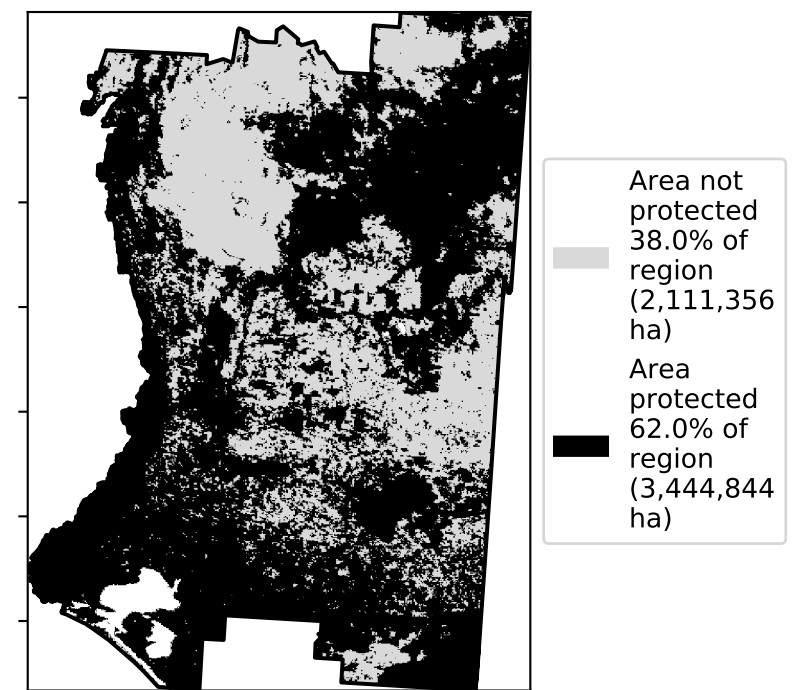 Area not
protected
38.0% of
region
(2,111,356
ha)
Area
protected
62.0% of
region
(3,444,844
ha)